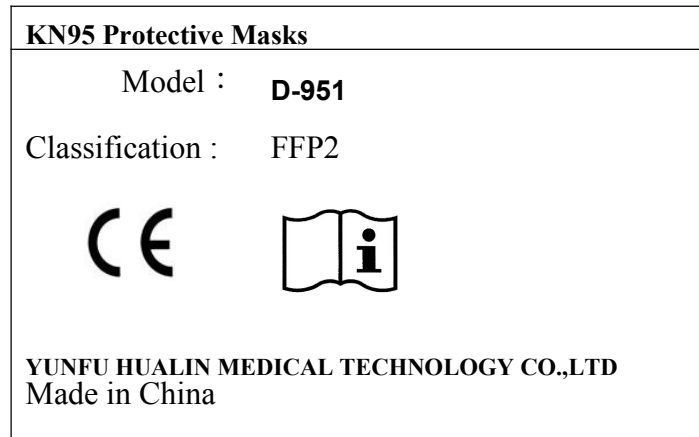 KN95 Protective Masks
Model： D-951
Classification : FFP2
CE i
YUNFU HUALIN MEDICAL TECHNOLOGY CO.,LTD
Made in China